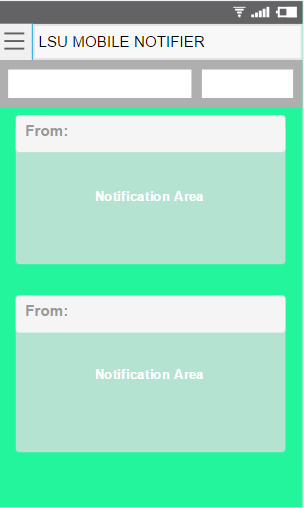 LSU MOBILE NOTIFIER
From:
Notification Area
From:
Notification Area